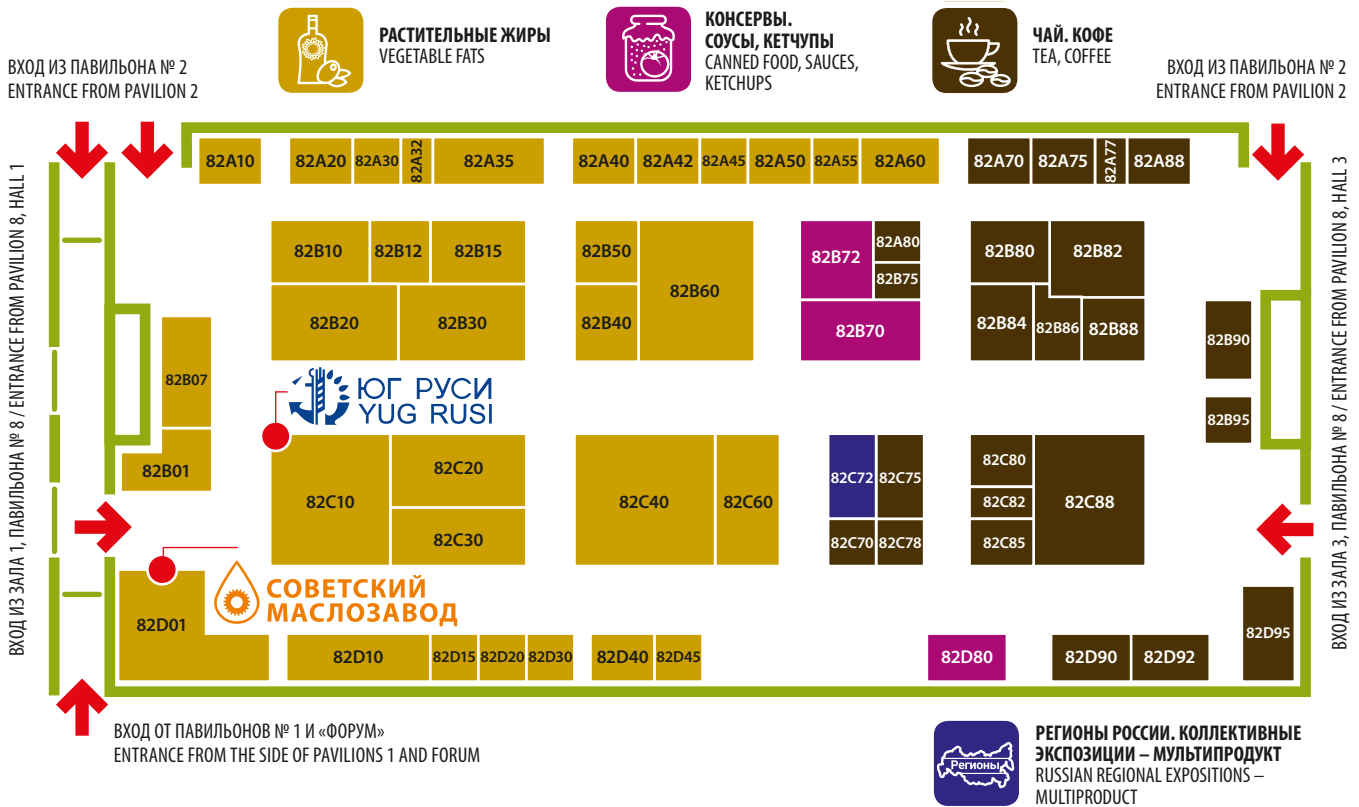 РАСТИТЕЛЬНЫЕ ЖИРЫ
VEGETABLE FATS
КОНСЕРВЫ.
СОУСЫ, КЕТЧУПЫ
CANNED FOOD, SAUCES,
KETCHUPS
ЧАЙ. КОФЕ
TEA, COFFEE
ВХОД ИЗ ПАВИЛЬОНА № 2
ENTRANCE FROM PAVILION 2
ВХОД ИЗ ПАВИЛЬОНА № 2
ENTRANCE FROM PAVILION 2
ВХОД ИЗ ЗАЛА 1, ПАВИЛЬОНА № 8 / ENTRANCE FROM PAVILION 8, HALL 1
ВХОД ИЗ ЗАЛА 3, ПАВИЛЬОНА № 8 / ENTRANCE FROM PAVILION 8, HALL 3
82A10 82A20 82A30 82A32 82A35 82A40 82A42 82A45 82A50 82A55 82A60 82A70 82A75 82A77 82A88
82B10 82B12 82B15 82B50 82B60 82B72 82A80 82B80 82B82
82B75
82B20 82B30 82B40 82B70 82B84 82B86 82B88 82B90
82B07
82B95
82B01
ЮГ РУСИ
YUG RUSI
82C10 82C20 82C40 82C60 82C72 82C75 82C80 82C88
82C82
82C30 82C70 82C78 82C85
СОВЕТСКИЙ
МАСЛОЗАВОД
82D01 82D95
82D10 82D15 82D20 82D30 82D40 82D45 82D80 82D90 82D92
ВХОД ОТ ПАВИЛЬОНОВ № 1 И «ФОРУМ»
ENTRANCE FROM THE SIDE OF PAVILIONS 1 AND FORUM
Регионы
РЕГИОНЫ РОССИИ. КОЛЛЕКТИВНЫЕ
ЭКСПОЗИЦИИ – МУЛЬТИПРОДУКТ
RUSSIAN REGIONAL EXPOSITIONS –
MULTIPRODUCT